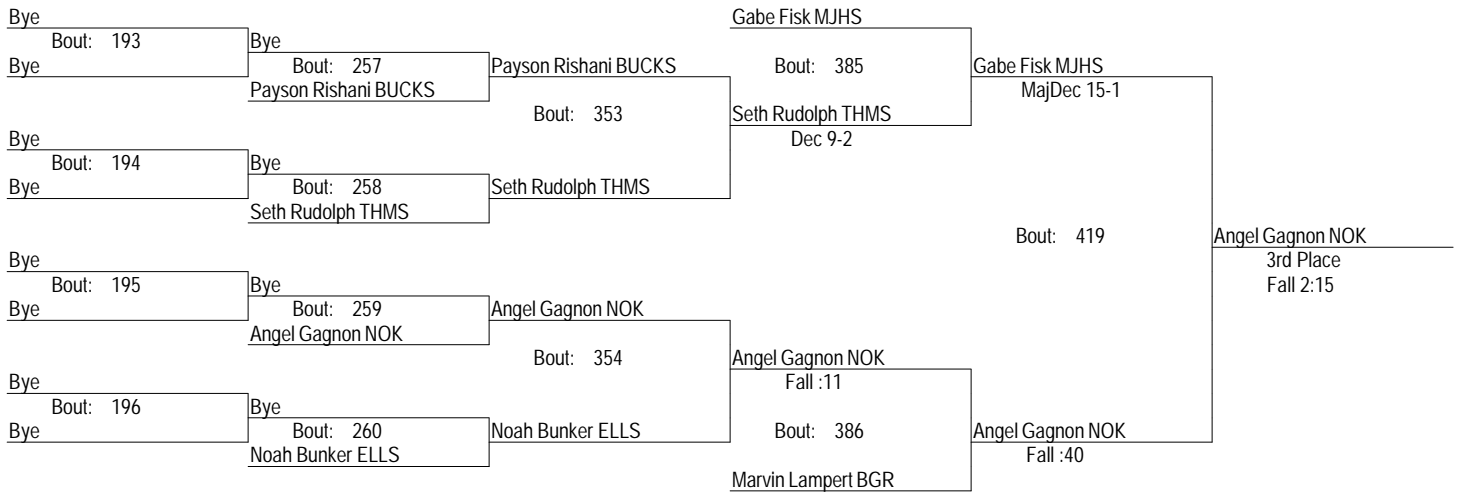 Bye
Bout: 193
Bye
Bye
Bout: 257
Payson Rishani BUCKS
Payson Rishani BUCKS
Bout: 353
Bye
Bout: 194
Bye
Bye
Bout: 258
Seth Rudolph THMS
Seth Rudolph THMS
Gabe Fisk MJHS
Bout: 385
Seth Rudolph THMS
Dec 9-2
Gabe Fisk MJHS
MajDec 15-1
Bye
Bout: 195
Bye
Bye
Bout: 259
Angel Gagnon NOK
Angel Gagnon NOK
Bout: 354
Bye
Bout: 196
Bye
Bye
Bout: 260
Noah Bunker ELLS
Noah Bunker ELLS
Angel Gagnon NOK
Fall :11
Bout: 386
Marvin Lampert BGR
Angel Gagnon NOK
Fall :40
Bout: 419
Angel Gagnon NOK
3rd Place
Fall 2:15